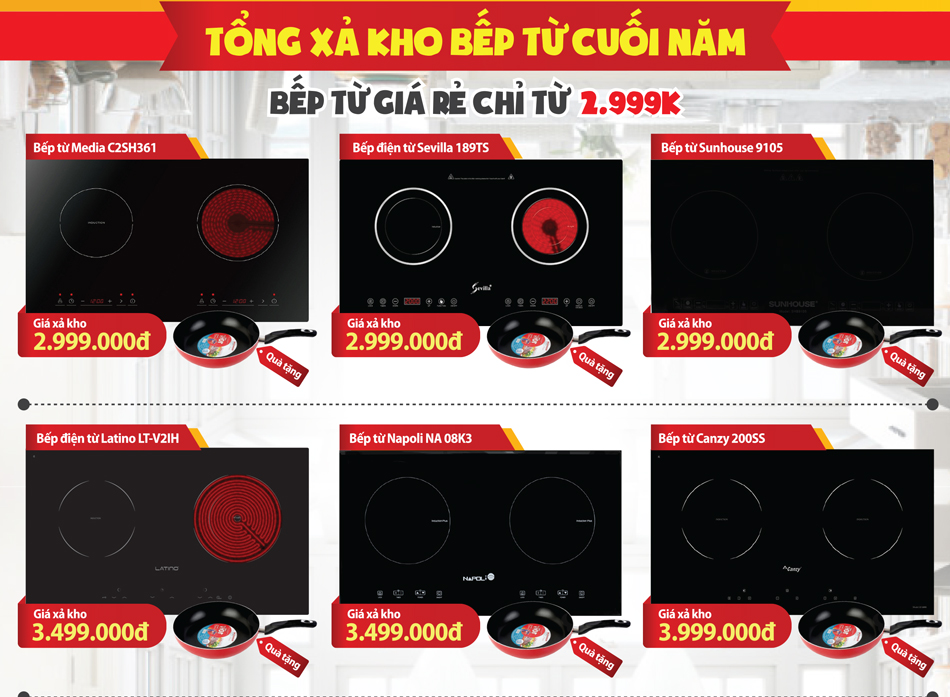 TỔNG XẢ KHO BẾP TỪ CUỐI NĂM
BẾP TỪ GIÁ RẺ CHỈ TỪ 2.999K
Bếp từ Media C2SH361
Giá xả kho
2.999.000đ
Quà tặng
Bếp điện từ Sevilla 189TS
Sevilla
Giá xả kho
2.999.000đ
Quà tặng
Bếp từ Sunhouse 9105
SUNHOUSE
Giá xả kho
2.999.000đ
Quà tặng
Bếp điện từ Latino LT-V2IH
LATINO
Giá xả kho
3.499.000đ
Quà tặng
Bếp từ Napoli NA 08K3
NAPOLI
Giá xả kho
3.499.000đ
Quà tặng
Bếp từ Canzy 200SS
Canzy
Giá xả kho
3.999.000đ
Quà tặng